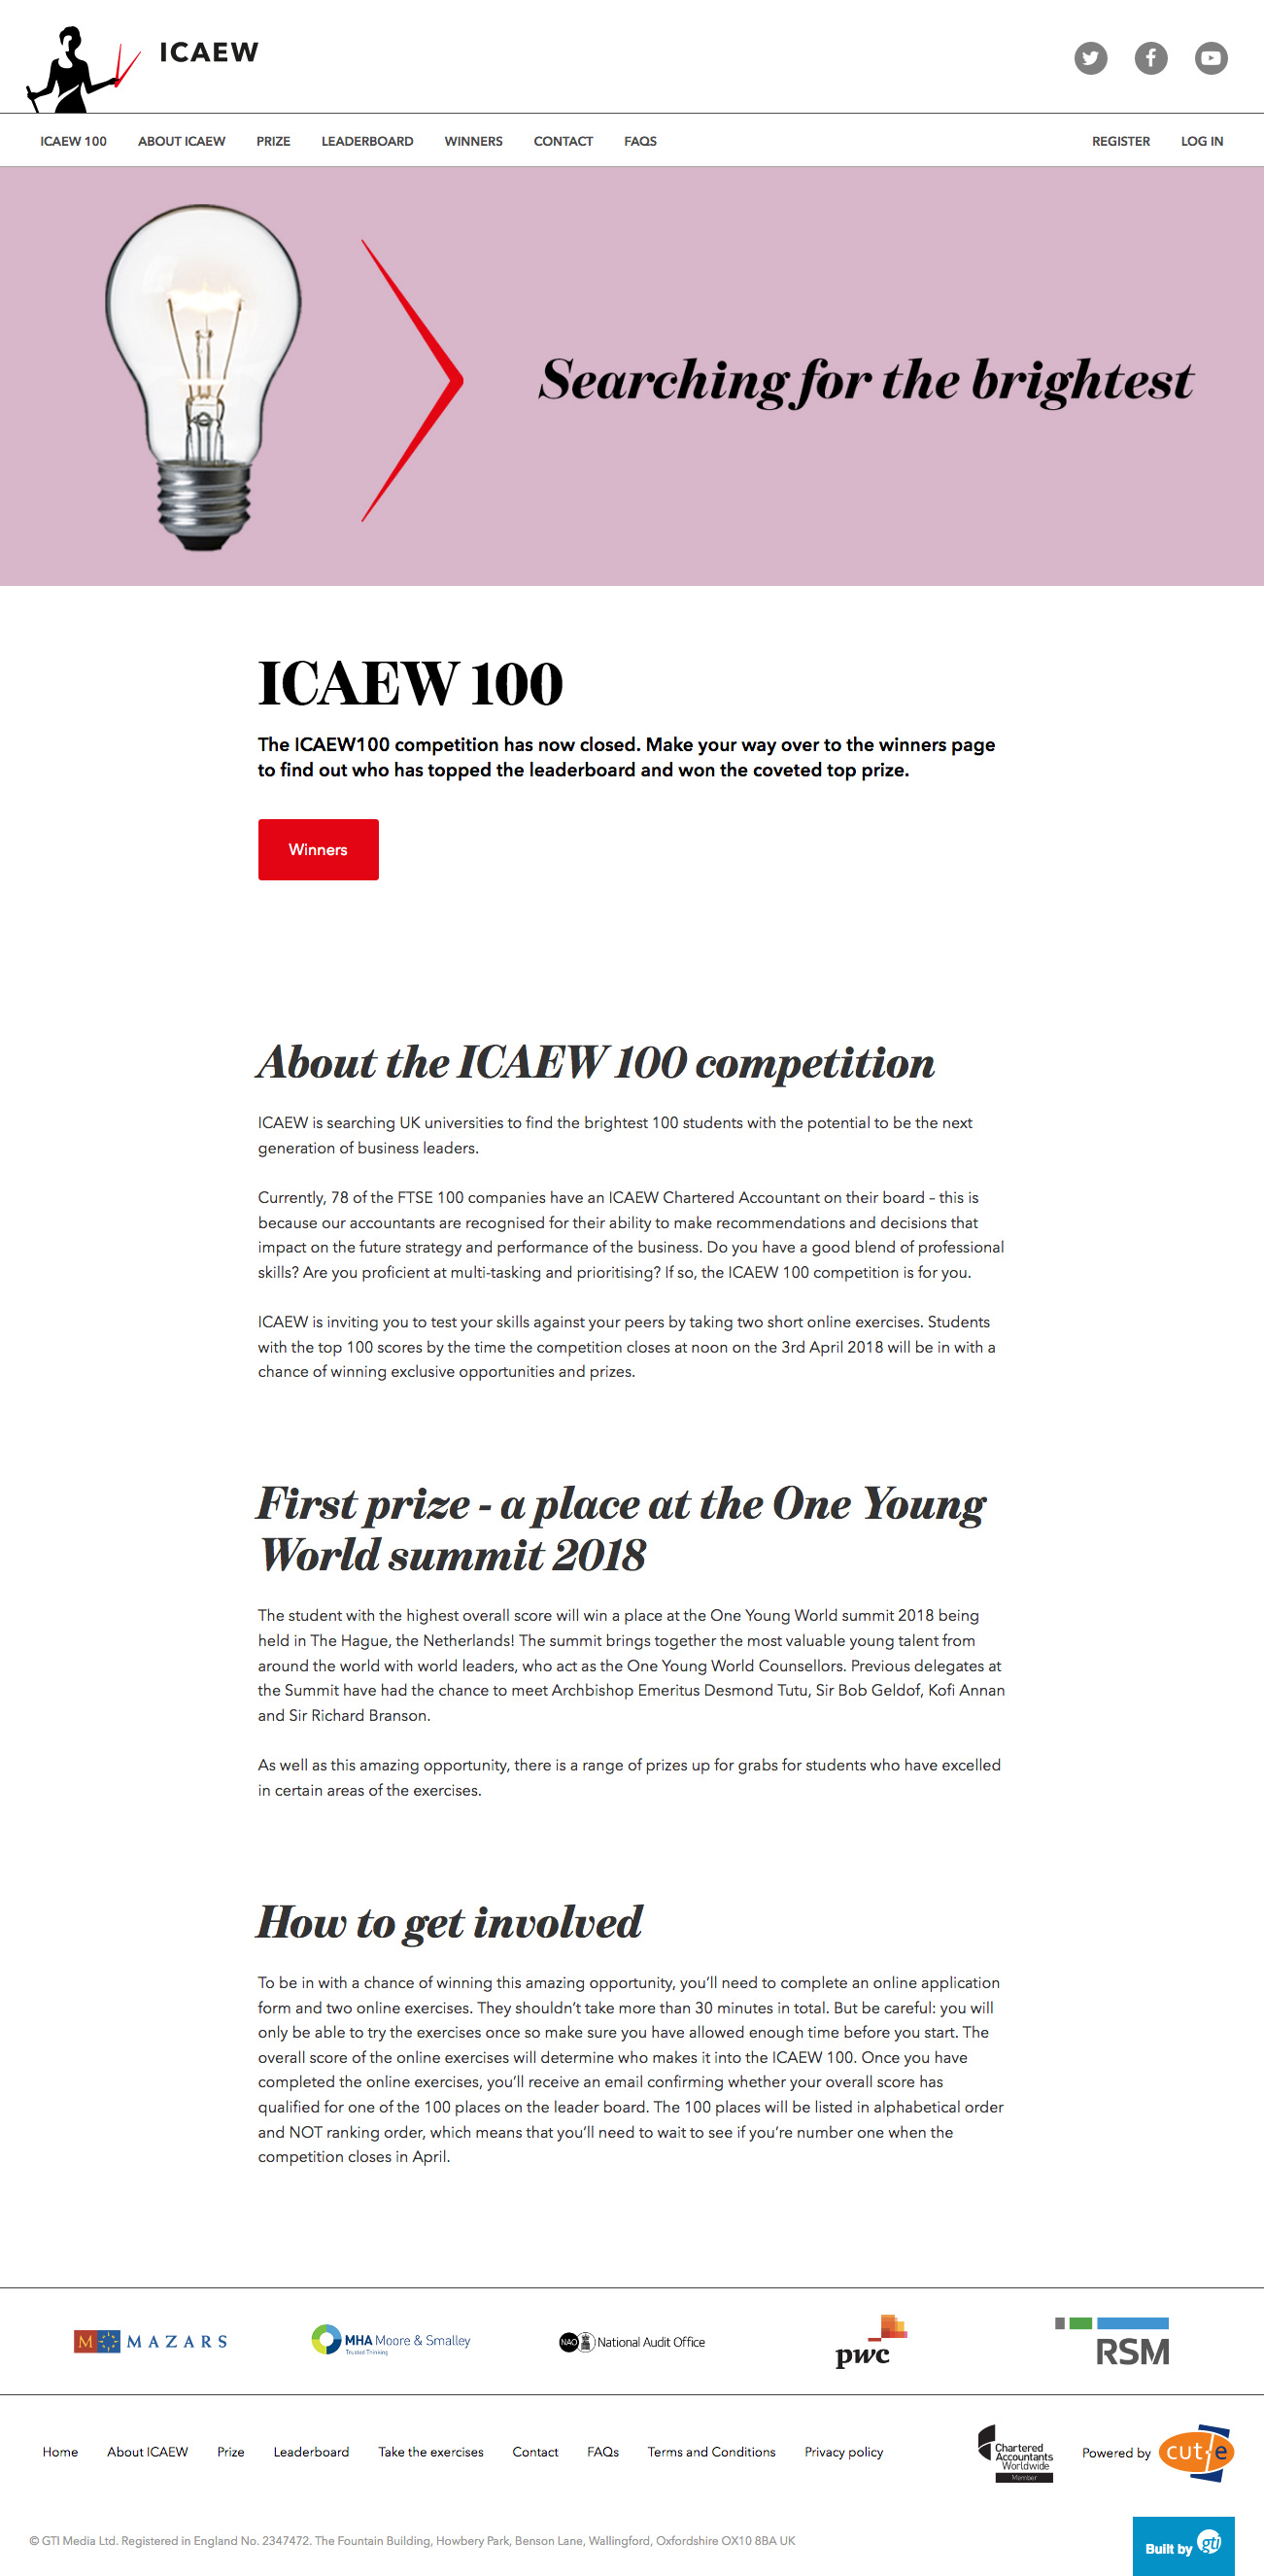 ICAEW
ICAEW 100 ABOUT ICAEW PRIZE LEADERBOARD WINNERS CONTACT FAQS REGISTER LOG IN
Searching for the brightest
ICAEW 100
The ICAEW100 competition has now closed. Make your way over to the winners page
to find out who has topped the leaderboard and won the coveted top prize.
Winners
About the ICAEW 100 competition
ICAEW is searching UK universities to find the brightest 100 students with the potential to be the next
generation of business leaders.
Currently, 78 of the FTSE 100 companies have an ICAEW Chartered Accountant on their board - this is
because our accountants are recognised for their ability to make recommendations and decisions that
impact on the future strategy and performance of the business. Do you have a good blend of professional
skills? Are you proficient at multi-tasking and prioritising? If so, the ICAEW 100 competition is for you.
ICAEW is inviting you to test your skills against your peers by taking two short online exercises. Students
with the top 100 scores by the time the competition closes at noon on the 3rd April 2018 will be in with a
chance of winning exclusive opportunities and prizes.
First prize - a place at the One Young
World summit 2018
The student with the highest overall score will win a place at the One Young World summit 2018 being
held in The Hague, the Netherlands! The summit brings together the most valuable young talent from
around the world with world leaders, who act as the One Young World Counsellors. Previous delegates at
the Summit have had the chance to meet Archbishop Emeritus Desmond Tutu, Sir Bob Geldof, Kofi Annan
and Sir Richard Branson.
As well as this amazing opportunity, there is a range of prizes up for grabs for students who have excelled
in certain areas of the exercises.
How to get involved
To be in with a chance of winning this amazing opportunity, you’ll need to complete an online application
form and two online exercises. They shouldn’t take more than 30 minutes in total. But be careful: you will
only be able to try the exercises once so make sure you have allowed enough time before you start. The
overall score of the online exercises will determine who makes it into the ICAEW 100. Once you have
completed the online exercises, you’ll receive an email confirming whether your overall score has
qualified for one of the 100 places on the leader board. The 100 places will be listed in alphabetical order
and NOT ranking order, which means that you’ll need to wait to see if you’re number one when the
competition closes in April.
M MAZARS
MHA Moore & Smalley
Trusted Thinking
NAO National Audit Office
pwc
RSM
Home About ICAEW Prize Leaderboard Take the exercises Contact FAQs Terms and Conditions Privacy policy
Chartered
Accountants
Worldwide
Member
Powered by cut-e
© GTI Media Ltd. Registered in England No. 2347472. The Fountain Building, Howbery Park, Benson Lane, Wallingford, Oxfordshire OX10 8BA UK
Built by gti